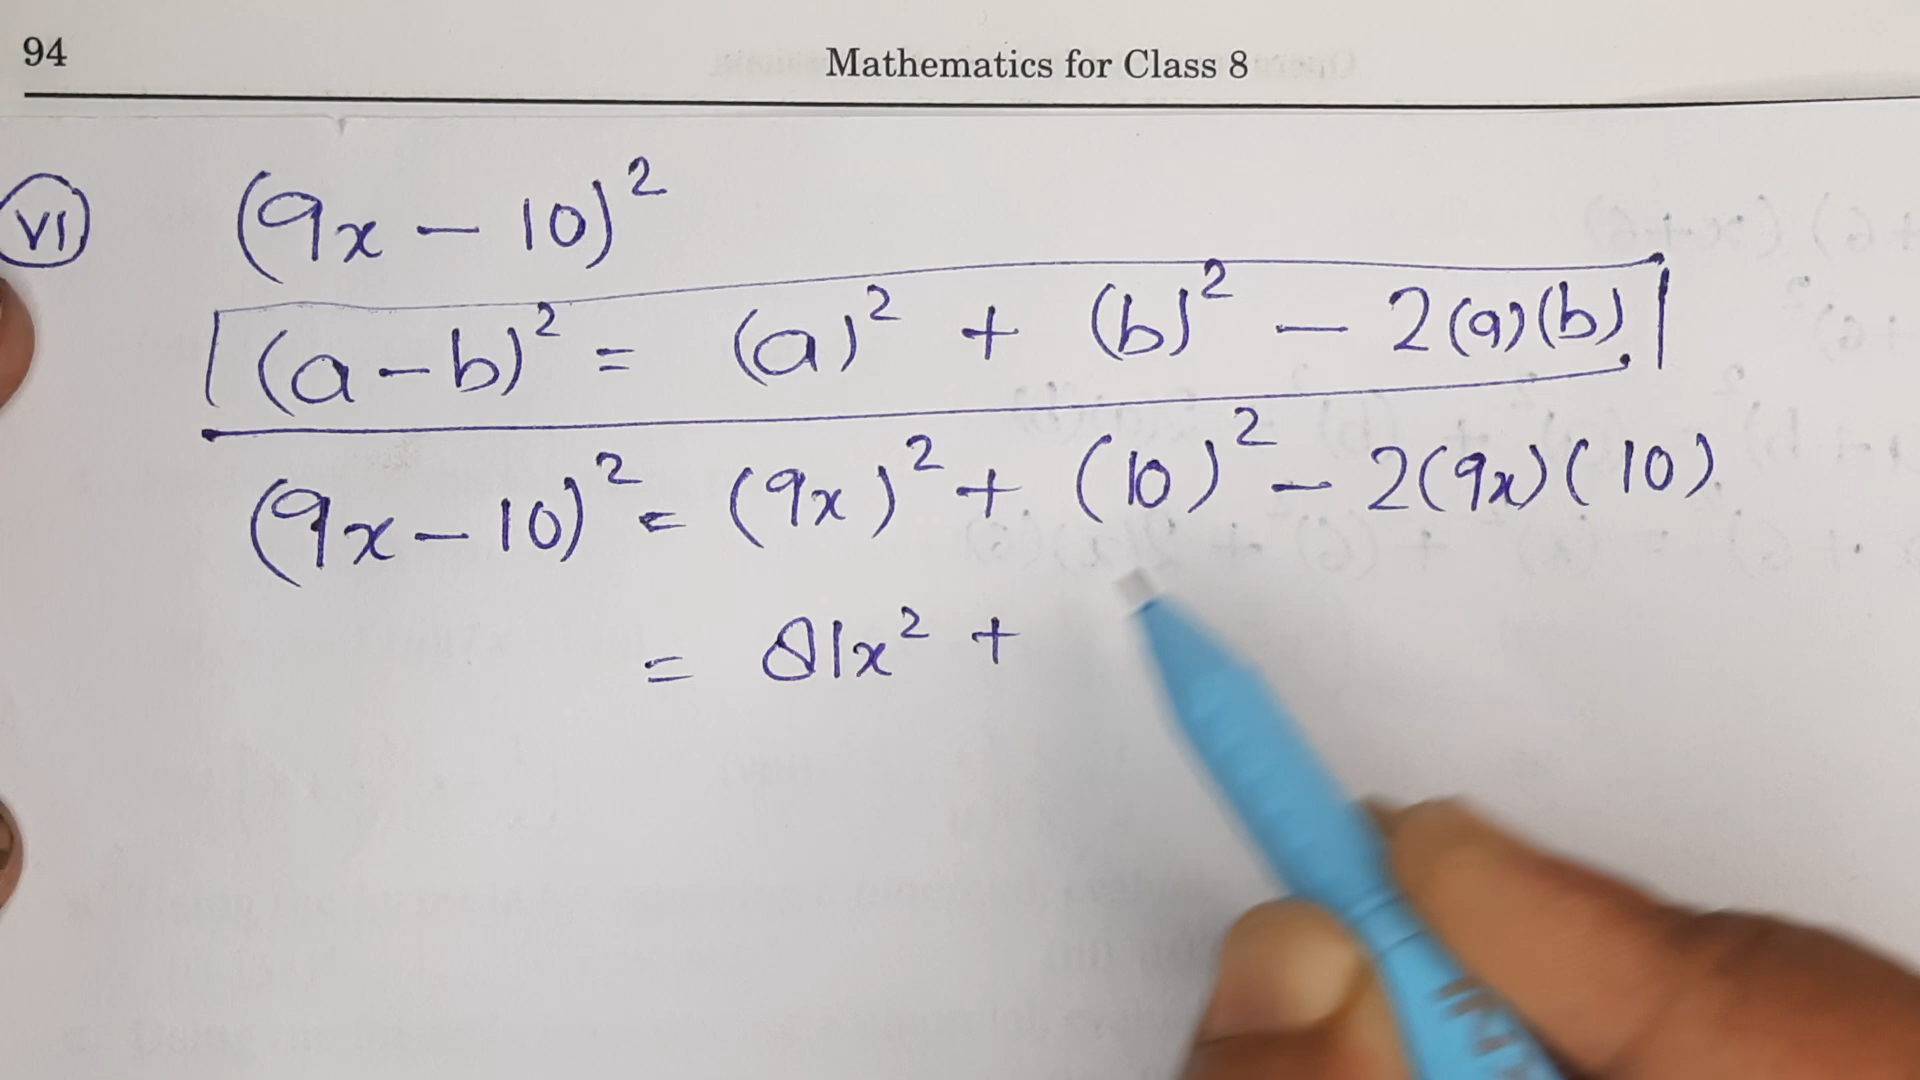 94 Mathematics for Class 8
VI (9x - 10)²
(a - b)² = (a)² + (b)² - 2(a)(b)
(9x - 10)² = (9x)² + (10)² - 2(9x)(10)
= 81x² +